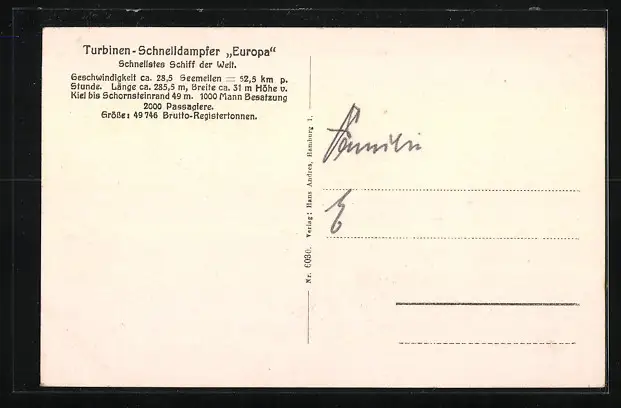 Turbinen-Schnelldampfer „Europa“
Schnellstes Schiff der Welt.
Geschwindigkeit ca. 28,5 Seemeilen = 52,5 km p.
Stunde. Länge ca. 285,5 m, Breite ca. 31 m Höhe v.
Kiel bis Schornsteinrand 49 m. 1000 Mann Besatzung
2000 Passagiere.
Größe: 49746 Brutto-Registertonnen.
Nr. 6030. Verlag: Hans Andres, Hamburg 1.
Familie
E